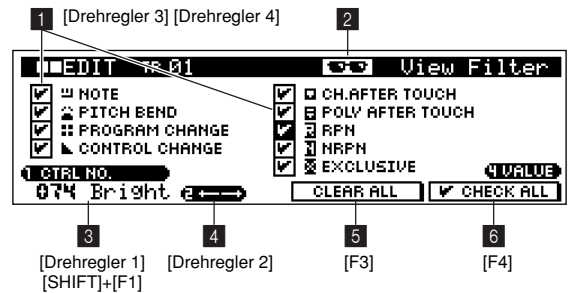 1 [Drehregler 3] [Drehregler 4] 2
EDIT TR 01 View Filter
NOTE
PITCH BEND
PROGRAM CHANGE
CONTROL CHANGE
CH.AFTER TOUCH
POLY AFTER TOUCH
RPN
NRPN
EXCLUSIVE
1 CTRL NO. 4 VALUE
074 Bright 2 CLEAR ALL CHECK ALL
3 4 5 6
[Drehregler 1] [Drehregler 2] [F3] [F4]
[SHIFT]+[F1]